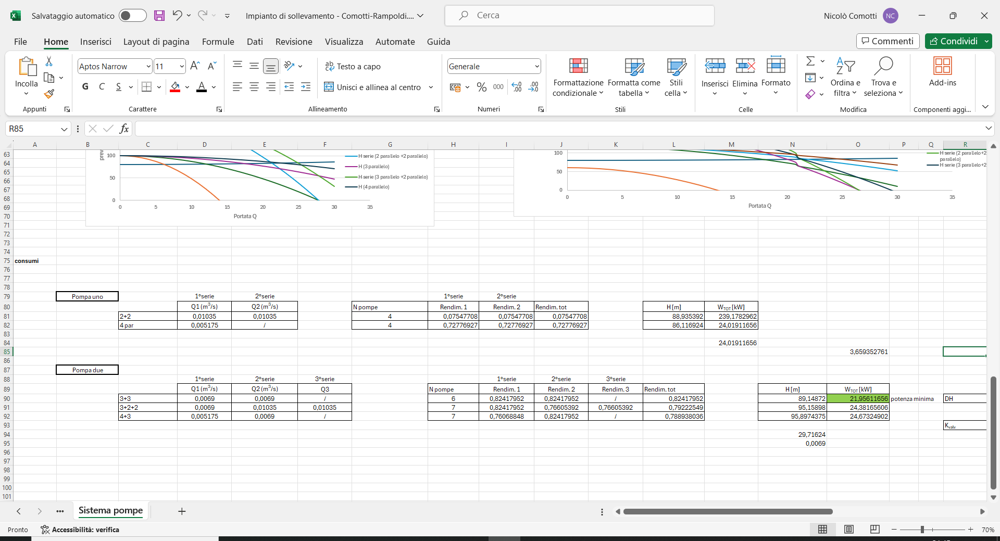 Salvataggio automatico
Impianto di sollevamento - Comotti-Rampoldi....
Cerca
Nicolò Comotti
NC
File
Home
Inserisci
Layout di pagina
Formule
Dati
Revisione
Visualizza
Automate
Guida
Commenti
Condividi
Incolla
Aptos Narrow
11
G
C
S
Testo a capo
Unisci e allinea al centro
Generale
%
000
Formattazione condizionale
Formatta come tabella
Stili cella
Inserisci
Elimina
Formato
Ordina e filtra
Trova e seleziona
Add-ins
Appunti
Carattere
Allineamento
Numeri
Stili
Celle
Modifica
Componenti aggi...
R85
fx
A B C D E F G H I J K L M N O P Q R
63
64
65
66
67
68
69
70
71
72
73
74
75 consumi
76
77
78
prev
100
50
0
0 5 10 15 20 25 30 35
Portata Q
H serie (2 parallelo +2 parallelo)
H (3 parallelo)
H serie (3 parallelo +2 parallelo)
H (4 parallelo)
100
50
0
0 5 10 15 20 25 30 35
Portata Q
H serie (2 parallelo+2 parallelo)
H serie (3 parallelo+2
79 Pompa uno 1°serie 2°serie 1°serie 2°serie
80 Q1 (m³/s) Q2 (m³/s) N pompe Rendim. 1 Rendim. 2 Rendim. tot H [m] WTOT [kW]
81 2+2 0,01035 0,01035 4 0,07547708 0,07547708 0,07547708 88,935392 239,1782962
82 4 par 0,005175 / 4 0,72776927 0,72776927 0,72776927 86,116924 24,01911656
83
84 24,01911656
85 3,659352761
86
87 Pompa due
88 1°serie 2°serie 3°serie 1°serie 2°serie 3°serie
89 Q1 (m³/s) Q2 (m³/s) Q3 N pompe Rendim. 1 Rendim. 2 Rendim. 3 Rendim. tot H [m] WTOT [kW]
90 3+3 0,0069 0,0069 / 6 0,82417952 0,82417952 / 0,82417952 89,14872 21,95611656 potenza minima DH
91 3+2+2 0,0069 0,01035 0,01035 7 0,82417952 0,76605392 0,76605392 0,79222549 95,15898 24,38165606
92 4+3 0,005175 0,0069 / 7 0,76068848 0,82417952 / 0,788938036 95,8974375 24,67324902
93 Kvalv
94 29,71624
95 0,0069
96
97
98
99
100
101
Sistema pompe
Pronto
Accessibilità: verifica
70%